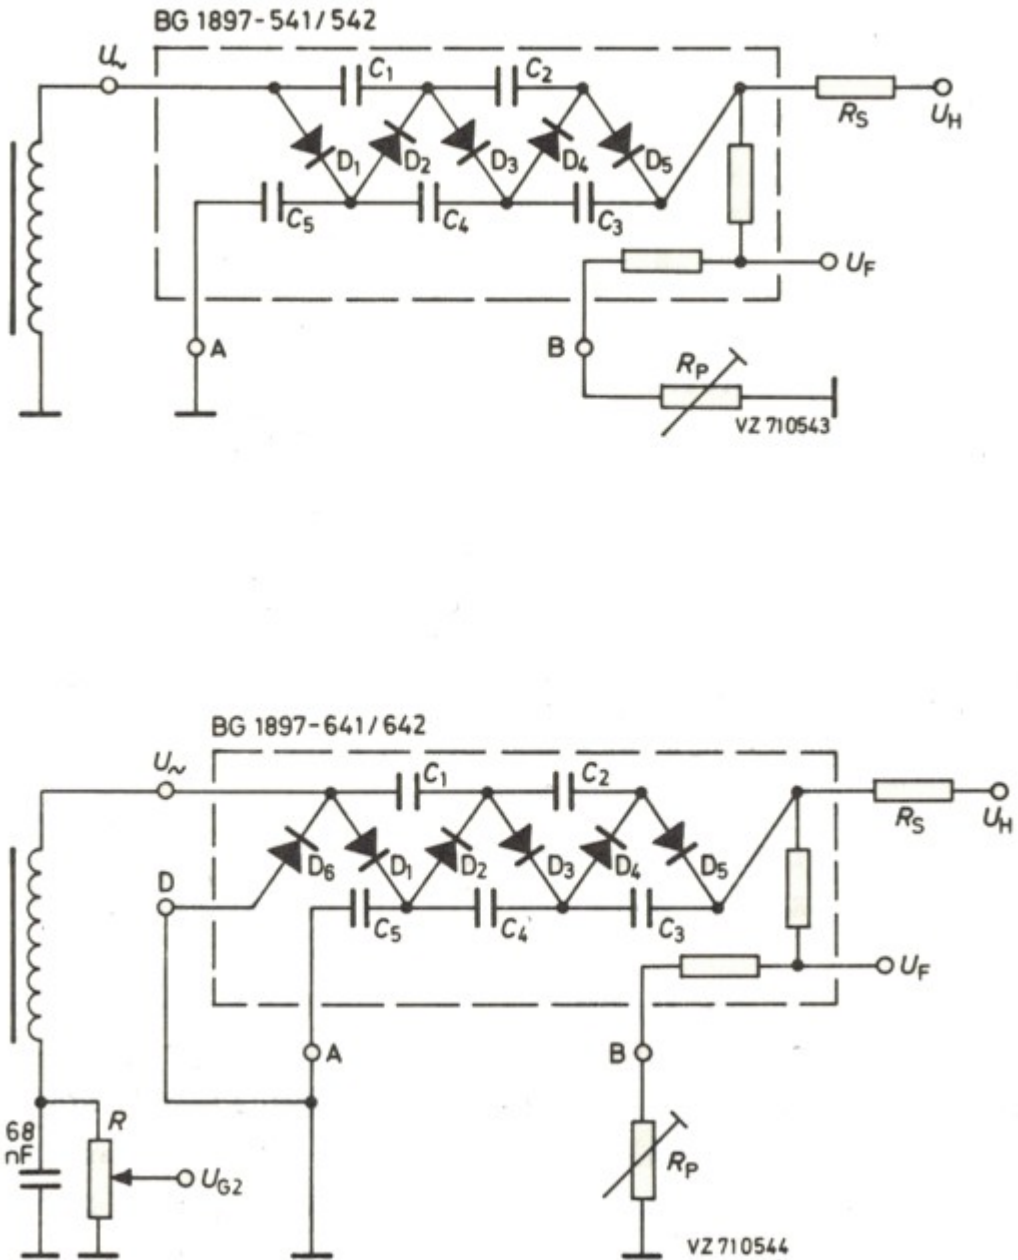 BG 1897-541/542
U~
C1
C2
D1
D2
D3
D4
D5
RS
UH
C5
C4
C3
UF
A
B
RP
VZ 710543
BG 1897-641/642
U~
C1
C2
D6
D1
D2
D3
D4
D5
RS
UH
D
C5
C4
C3
UF
A
B
68
nF
R
UG2
RP
VZ 710544